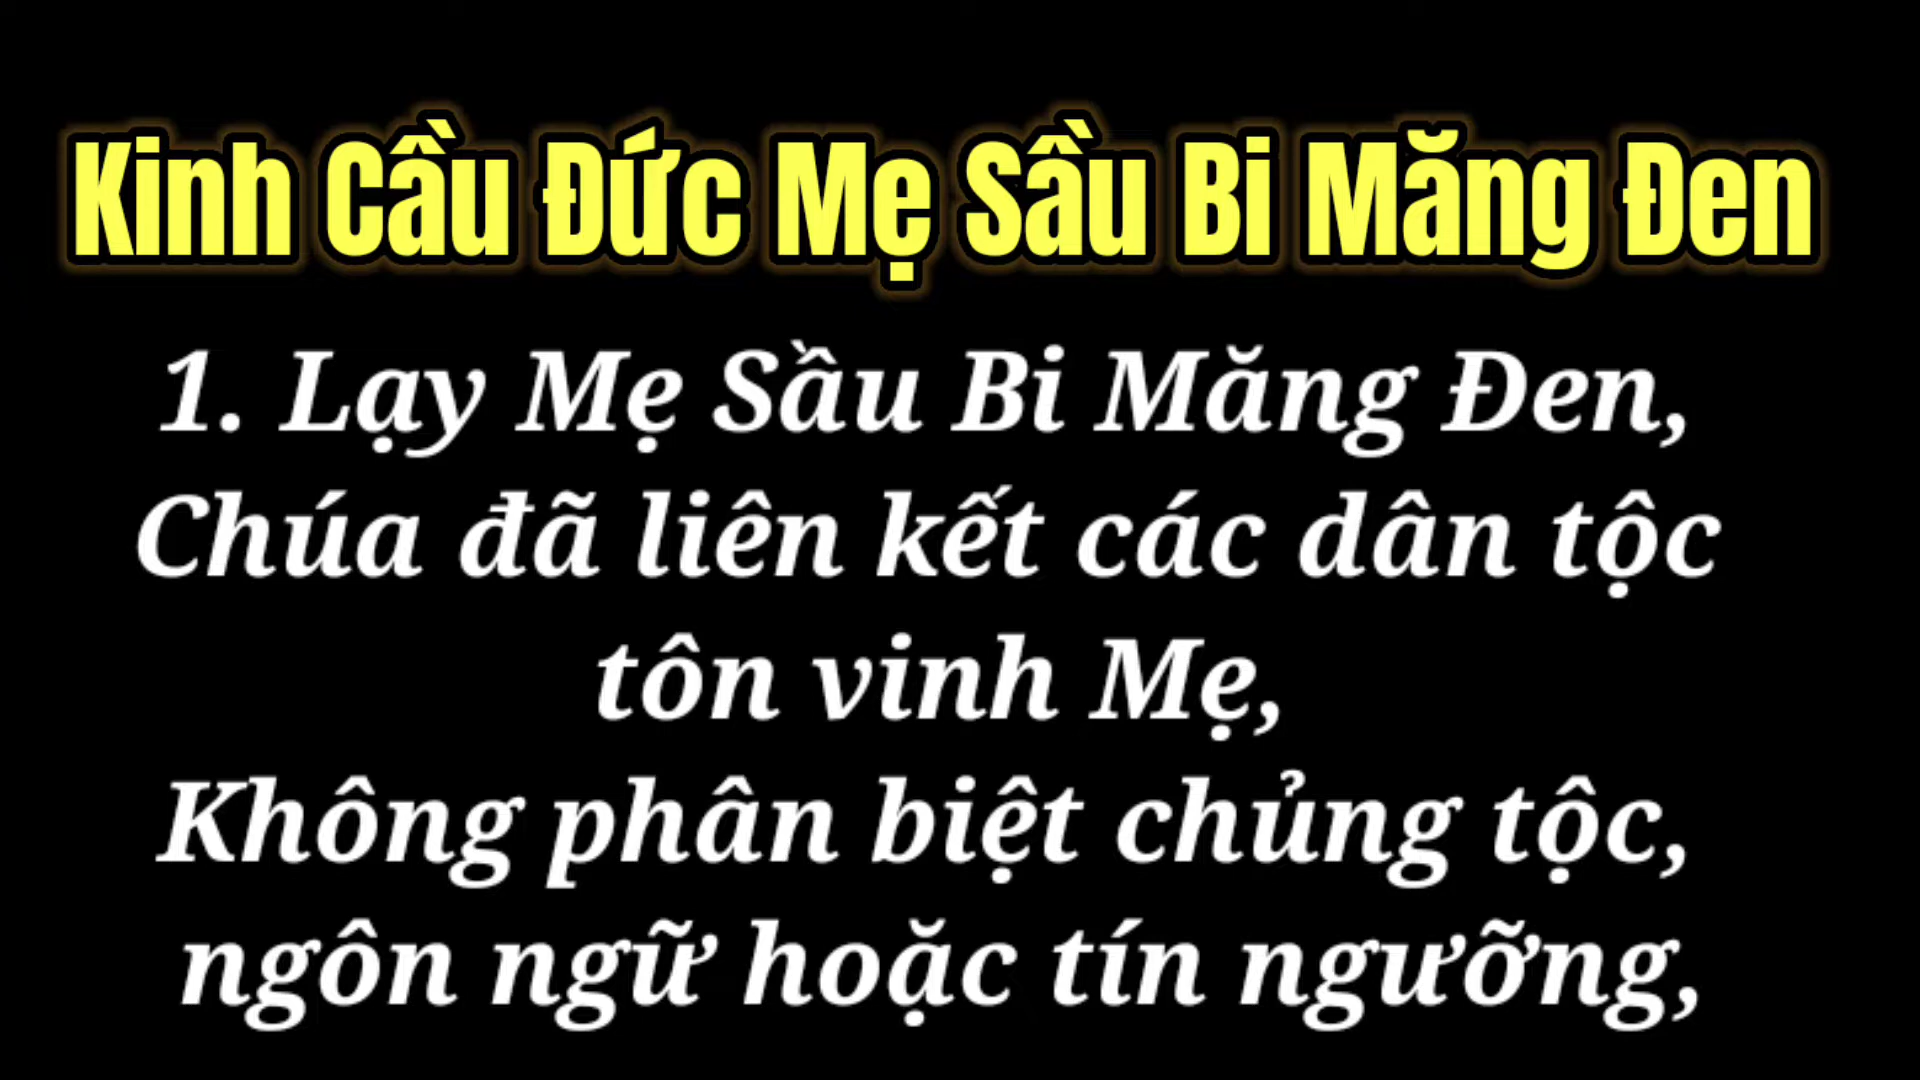 Kinh Cầu Đức Mẹ Sầu Bi Măng Đen
1. Lạy Mẹ Sầu Bi Măng Đen,
Chúa đã liên kết các dân tộc
tôn vinh Mẹ,
Không phân biệt chủng tộc,
ngôn ngữ hoặc tín ngưỡng,